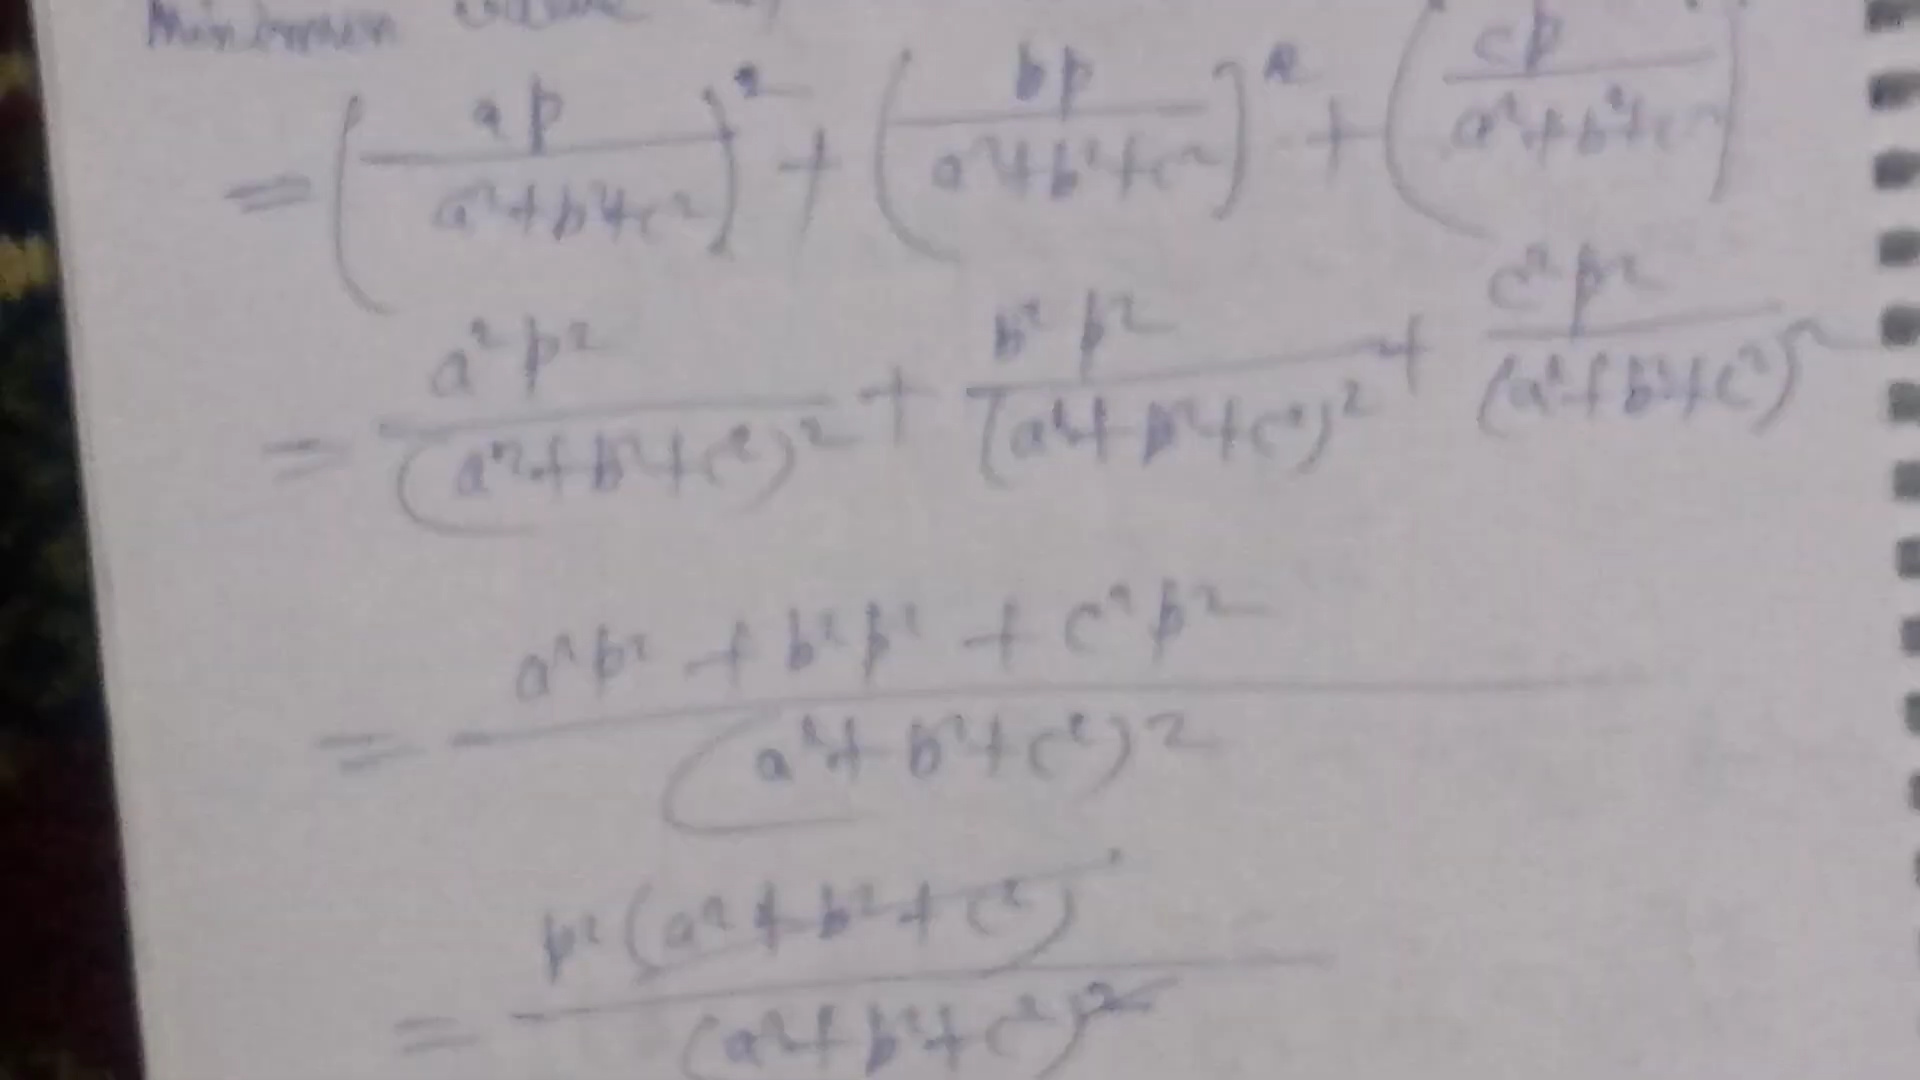 Minimum value
= (ap/(a²+b²+c²))² + (bp/(a²+b²+c²))² + (cp/(a²+b²+c²))
= a²p²/(a²+b²+c²)² + b²p²/(a²+b²+c²)² + c²p²/(a²+b²+c²)²
= (a²p² + b²p² + c²p²)/(a²+b²+c²)²
= p²(a²+b²+c²)/(a²+b²+c²)²